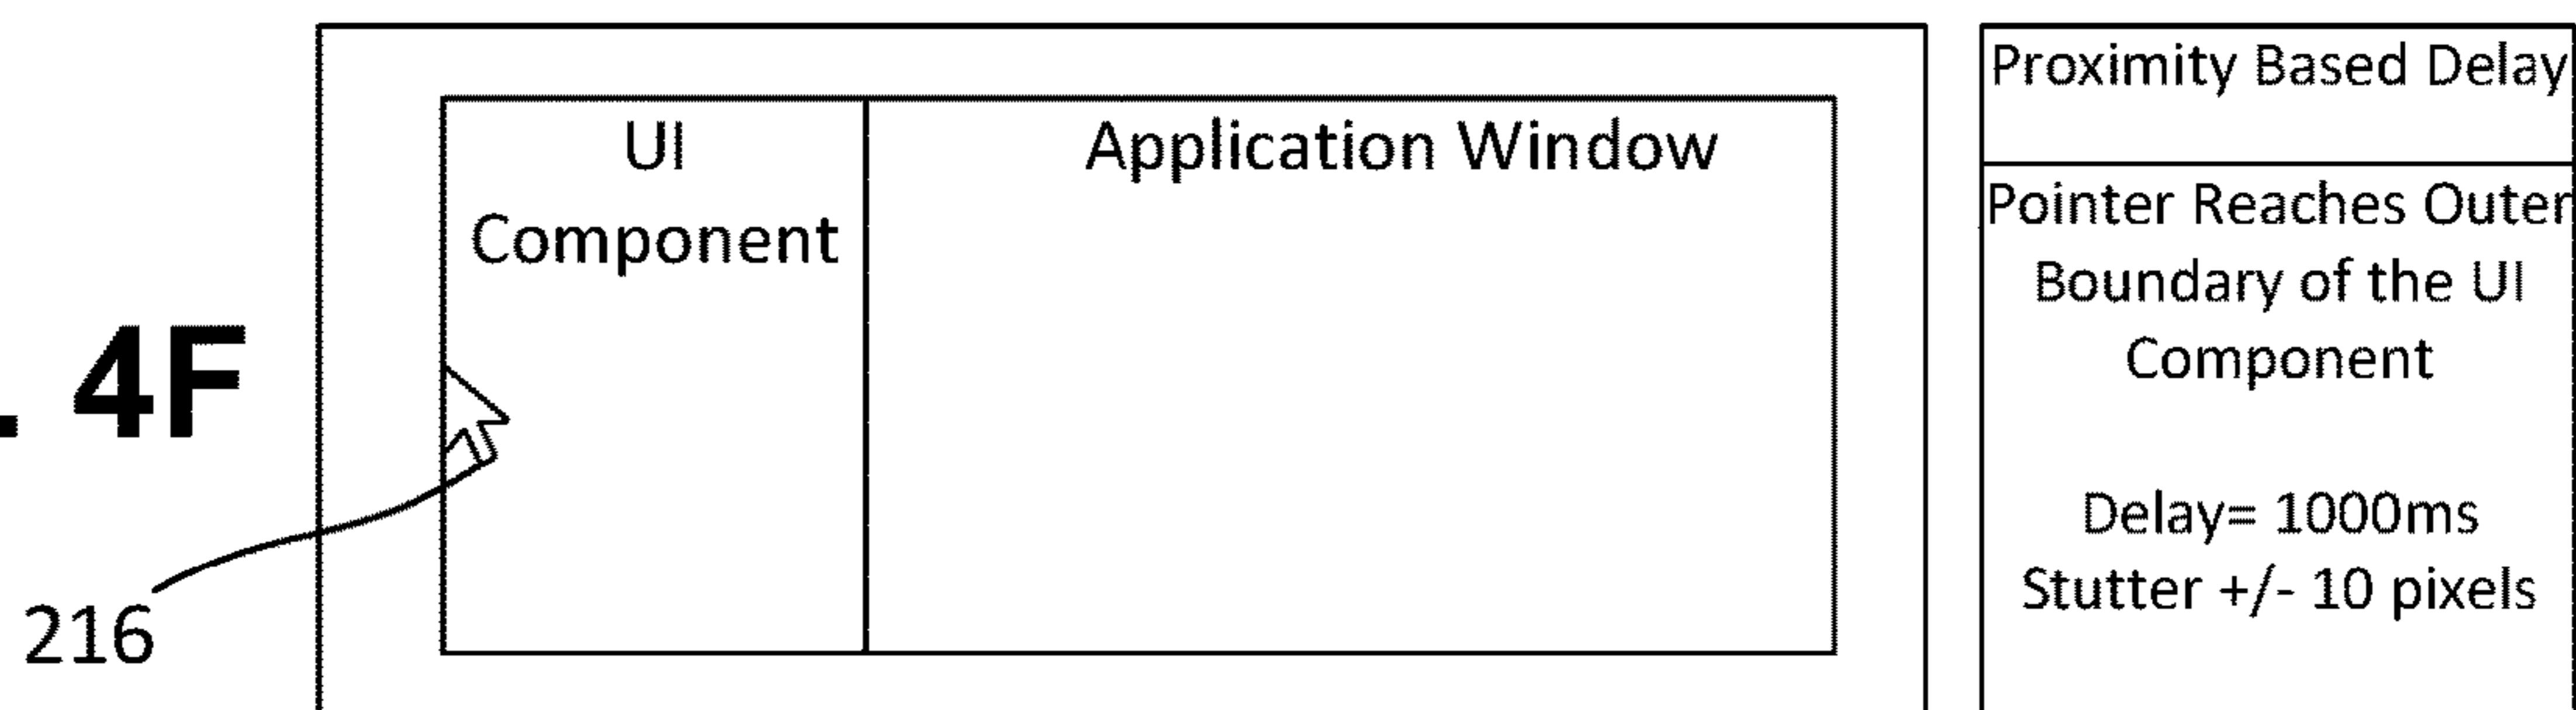 . 4F
216
UI
Component
Application Window
Proximity Based Delay
Pointer Reaches Outer
Boundary of the UI
Component
Delay= 1000ms
Stutter +/- 10 pixels